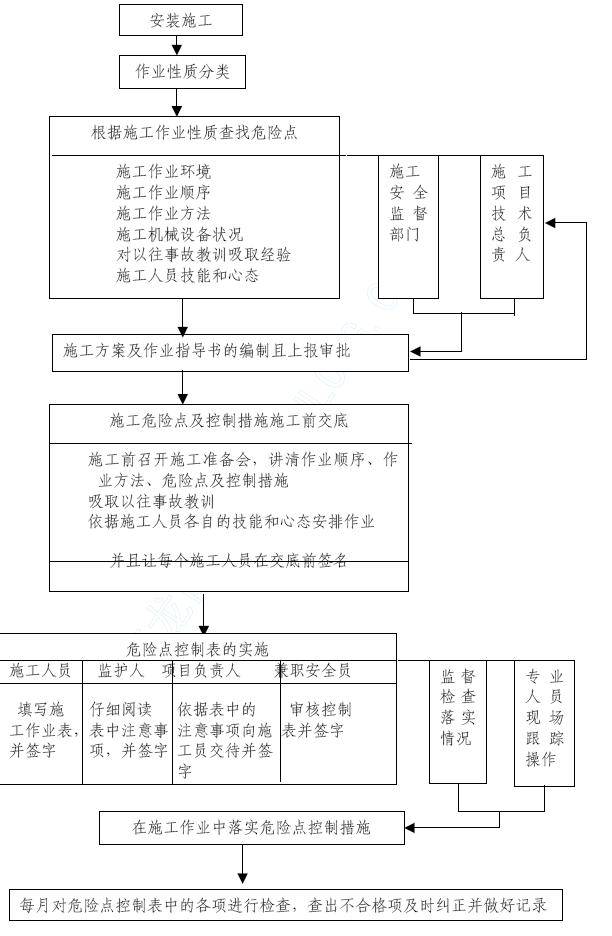 安装施工
作业性质分类
根据施工作业性质查找危险点
施工作业环境
施工作业顺序
施工作业方法
施工机械设备状况
对以往事故教训吸取经验
施工人员技能和心态
施工
安全
监督
部门
施工
项目
技术
总负
责人
施工方案及作业指导书的编制且上报审批
施工危险点及控制措施施工前交底
施工前召开施工准备会，讲清作业顺序、作
业方法、危险点及控制措施
吸取以往事故教训
依据施工人员各自的技能和心态安排作业
并且让每个施工人员在交底前签名
危险点控制表的实施
施工人员 监护人 项目负责人 兼职安全员
填写施
工作业表，
并签字
仔细阅读
表中注意事
项，并签字
依据表中的
注意事项向施
工员交待并签
字
审核控制
表并签字
监督
检查
落实
情况
专业
人员
现场
跟踪
操作
在施工作业中落实危险点控制措施
每月对危险点控制表中的各项进行检查，查出不合格项及时纠正并做好记录